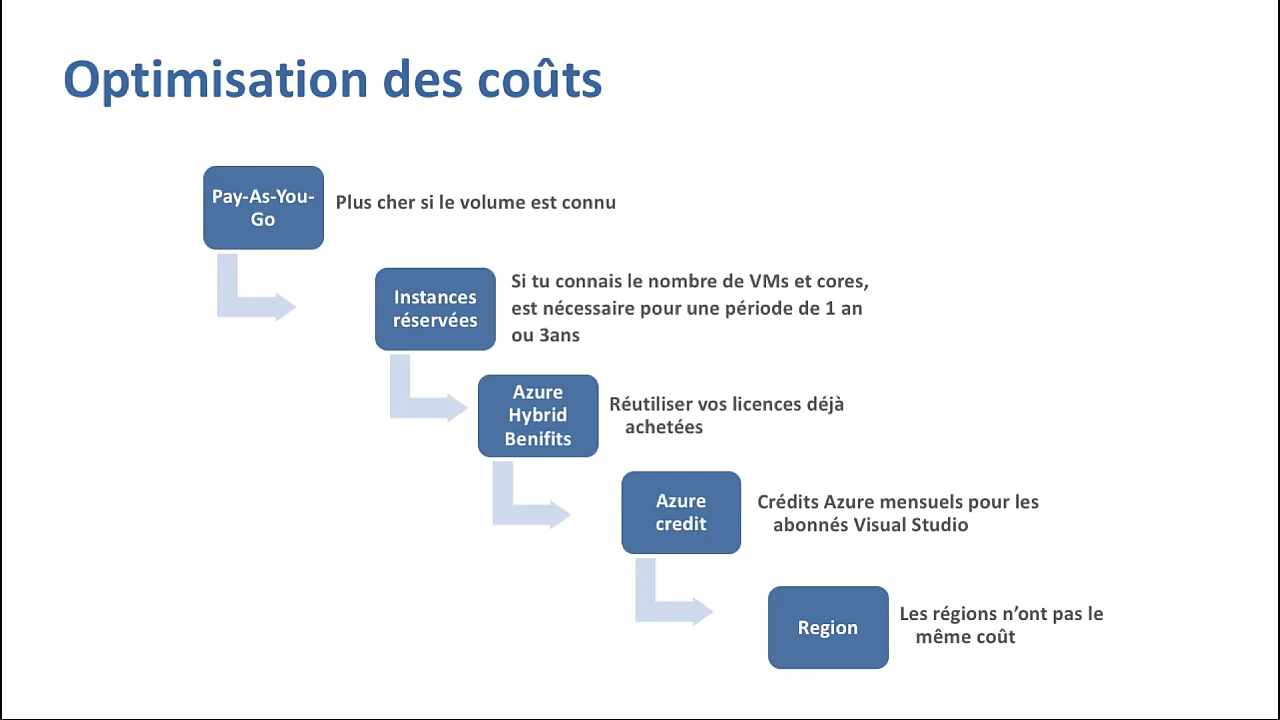 Optimisation des coûts
Pay-As-You-
Go
Plus cher si le volume est connu
Instances
réservées
Si tu connais le nombre de VMs et cores,
est nécessaire pour une période de 1 an
ou 3ans
Azure
Hybrid
Benifits
Réutiliser vos licences déjà
achetées
Azure
credit
Crédits Azure mensuels pour les
abonnés Visual Studio
Region
Les régions n’ont pas le
même coût